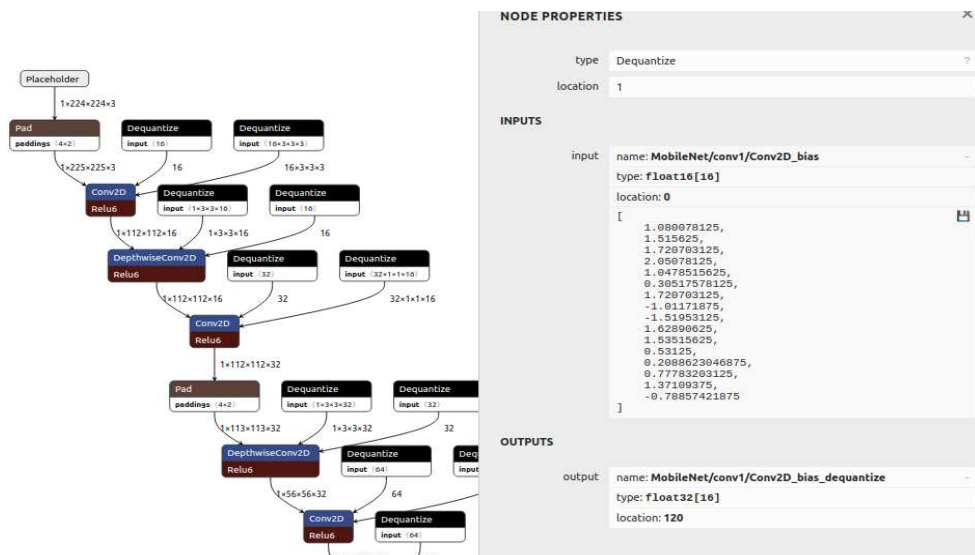 Placeholder
1×224×224×3
Pad
paddings ⟨4×2⟩
Dequantize
input ⟨16⟩
Dequantize
input ⟨16×3×3×3⟩
1×225×225×3
16
16×3×3×3
Conv2D
Relu6
Dequantize
input ⟨1×3×3×16⟩
Dequantize
input ⟨16⟩
1×112×112×16
1×3×3×16
16
DepthwiseConv2D
Relu6
Dequantize
input ⟨32⟩
Dequantize
input ⟨32×1×1×16⟩
1×112×112×16
32
32×1×1×16
Conv2D
Relu6
1×112×112×32
Pad
paddings ⟨4×2⟩
Dequantize
input ⟨1×3×3×32⟩
Dequantize
input ⟨32⟩
1×113×113×32
1×3×3×32
32
DepthwiseConv2D
Relu6
Dequantize
input ⟨64⟩
Deq
input
1×56×56×32
64
Conv2D
Relu6
Dequantize
input ⟨64⟩
NODE PROPERTIES ×
type Dequantize ?
location 1
INPUTS
input name: MobileNet/conv1/Conv2D_bias -
type: float16[16]
location: 0
[
1.080078125,
1.515625,
1.720703125,
2.05078125,
1.0478515625,
0.30517578125,
1.720703125,
-1.01171875,
-1.51953125,
1.62890625,
1.53515625,
0.53125,
0.2088623046875,
0.77783203125,
1.37109375,
-0.78857421875
]
OUTPUTS
output name: MobileNet/conv1/Conv2D_bias_dequantize -
type: float32[16]
location: 120